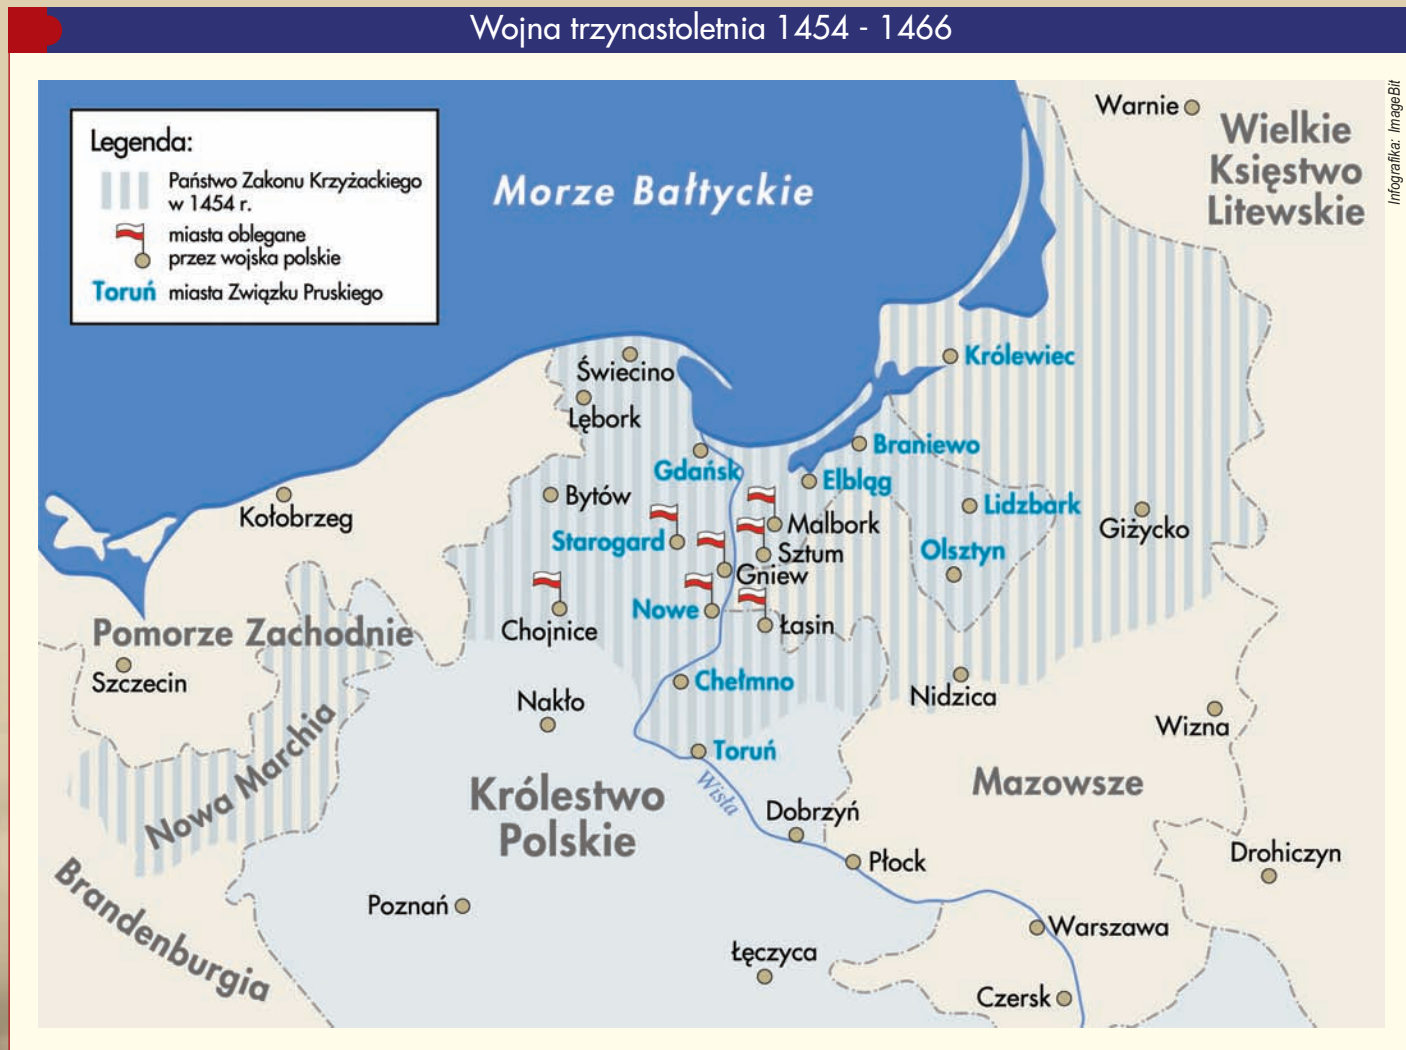 Wojna trzynastoletnia 1454 - 1466
Infografika: ImageBit
Legenda:
Państwo Zakonu Krzyżackiego
w 1454 r.
miasta oblegane
przez wojska polskie
Toruń miasta Związku Pruskiego
Morze Bałtyckie
Warnie
Wielkie
Księstwo
Litewskie
Królewiec
Świecino
Lębork
Braniewo
Gdańsk
Elbląg
Bytów
Lidzbark
Kołobrzeg
Malbork
Giżycko
Starogard
Sztum
Olsztyn
Gniew
Nowe
Chojnice
Łasin
Pomorze Zachodnie
Szczecin
Chełmno
Nidzica
Nakło
Wizna
Nowa Marchia
Toruń
Wisła
Mazowsze
Królestwo
Polskie
Dobrzyń
Płock
Drohiczyn
Brandenburgia
Poznań
Warszawa
Łęczyca
Czersk